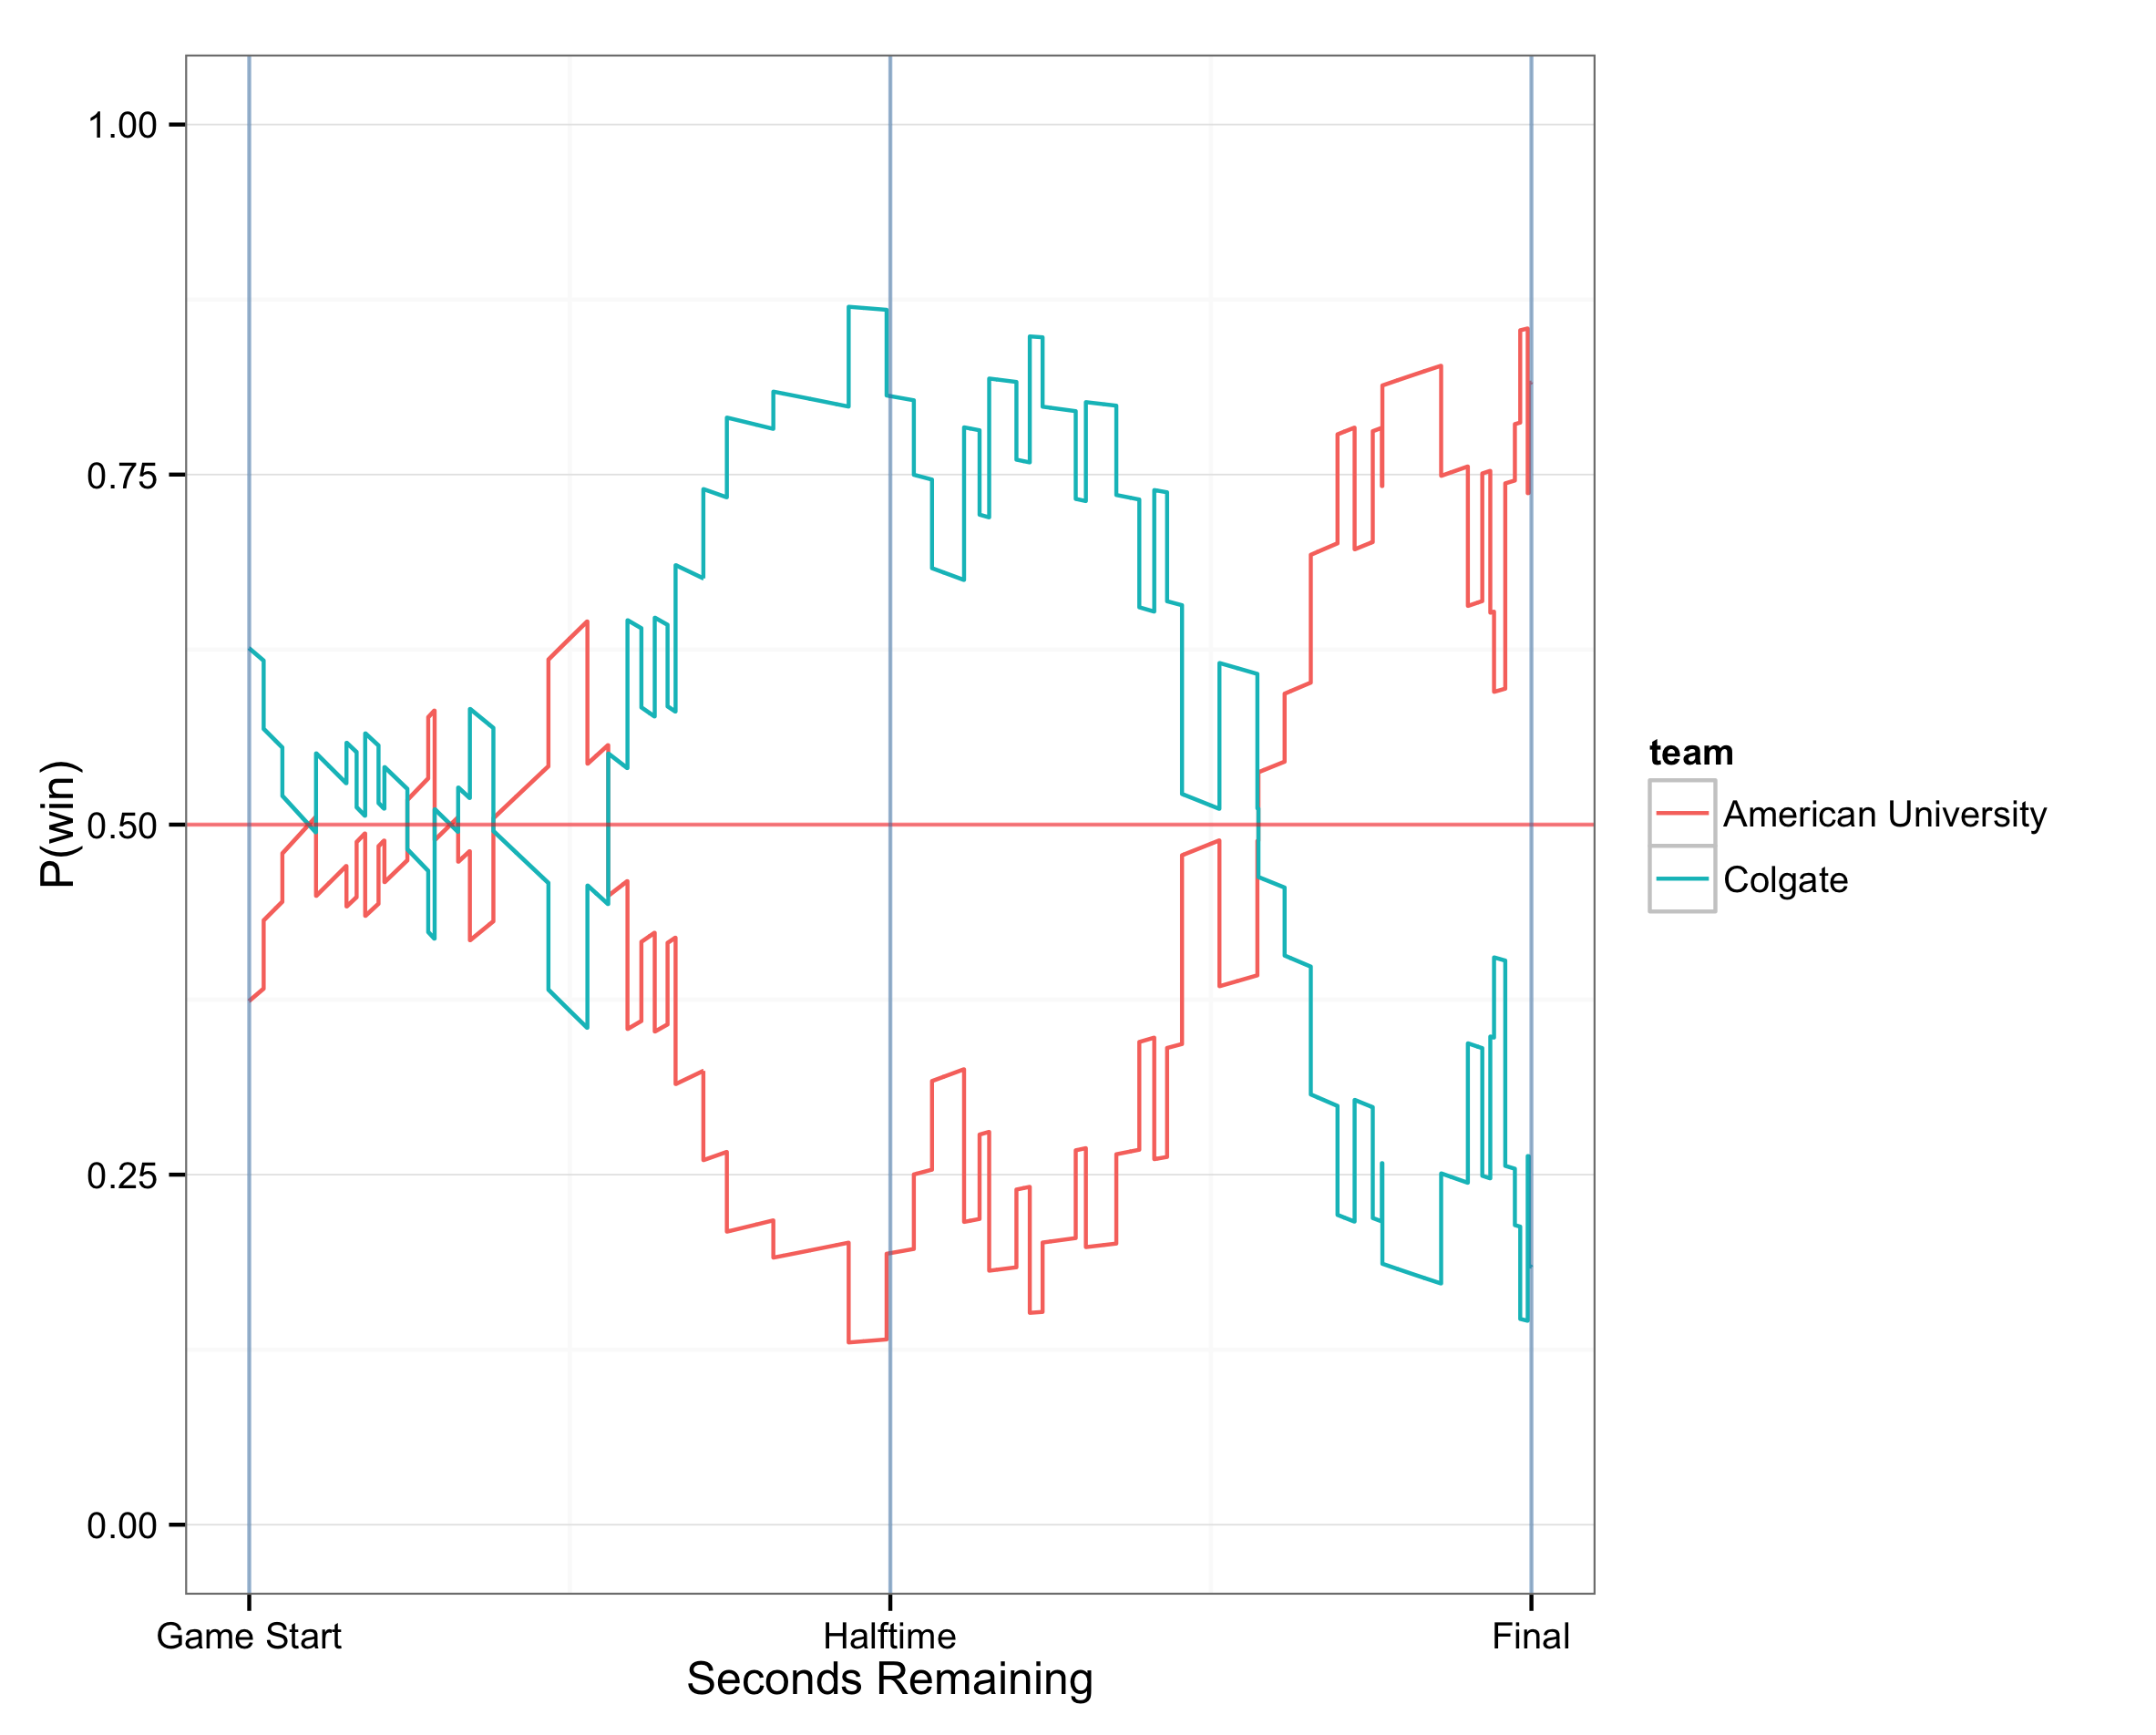 1.00
0.75
0.50
0.25
0.00
P(win)
Game Start
Halftime
Final
Seconds Remaining
team
American University
Colgate